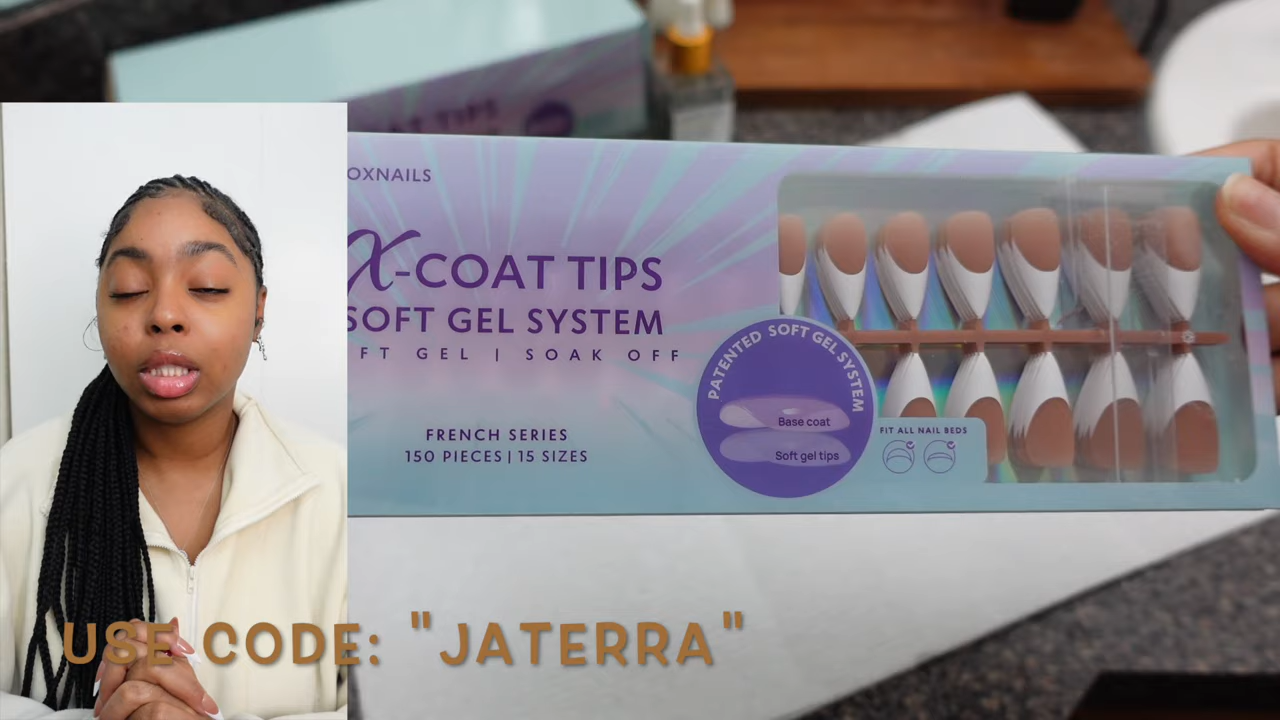 OXNAILS
X-COAT TIPS
SOFT GEL SYSTEM
FT GEL | SOAK OFF
FRENCH SERIES
150 PIECES | 15 SIZES
PATENTED SOFT GEL SYSTEM
Base coat
Soft gel tips
FIT ALL NAIL BEDS
USE CODE: "JATERRA"